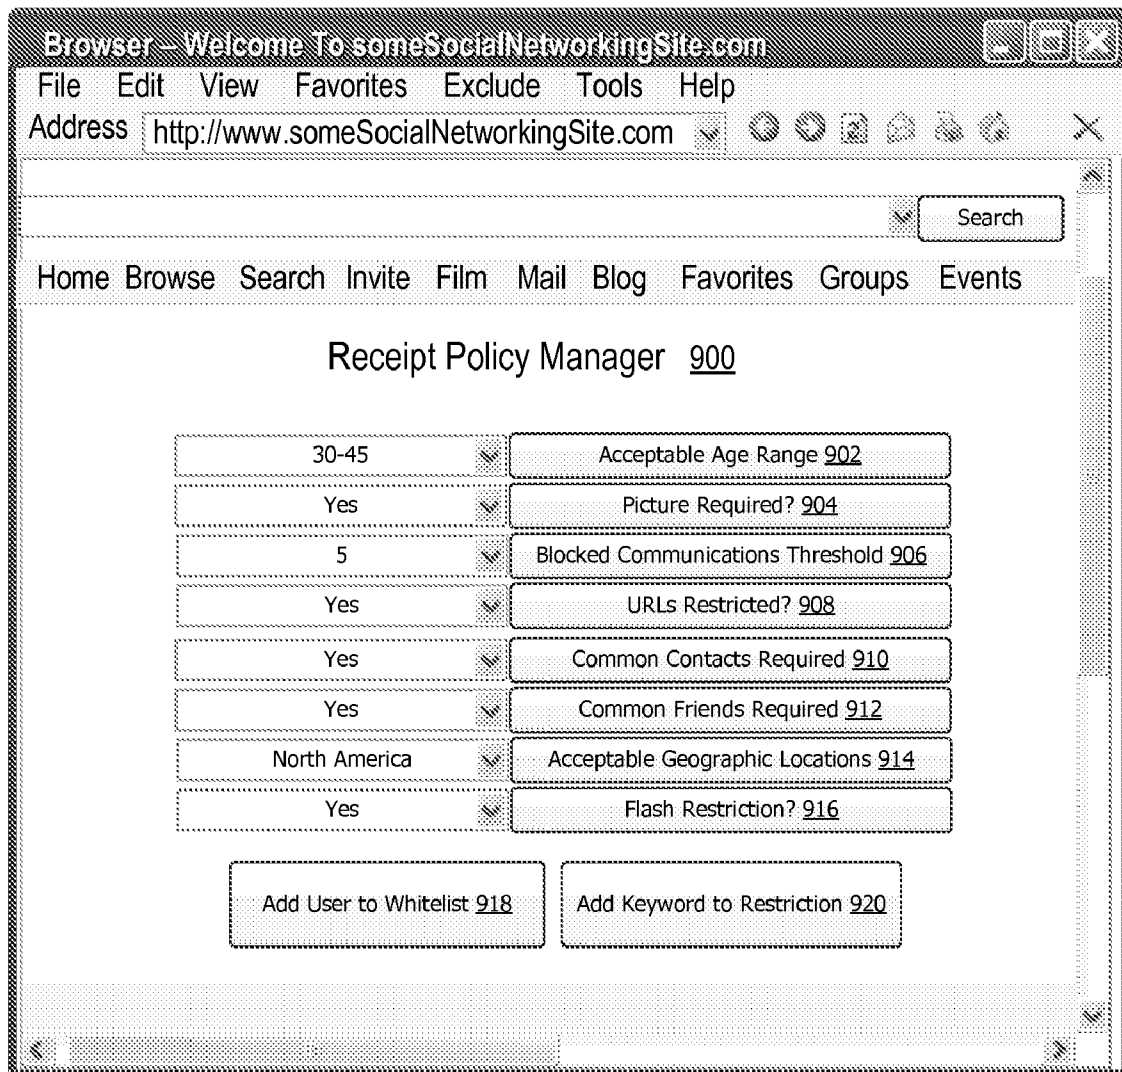 Browser – Welcome To someSocialNetworkingSite.com
File Edit View Favorites Exclude Tools Help
Address http://www.someSocialNetworkingSite.com
Search
Home Browse Search Invite Film Mail Blog Favorites Groups Events
Receipt Policy Manager 900
30-45 Acceptable Age Range 902
Yes Picture Required? 904
5 Blocked Communications Threshold 906
Yes URLs Restricted? 908
Yes Common Contacts Required 910
Yes Common Friends Required 912
North America Acceptable Geographic Locations 914
Yes Flash Restriction? 916
Add User to Whitelist 918 Add Keyword to Restriction 920